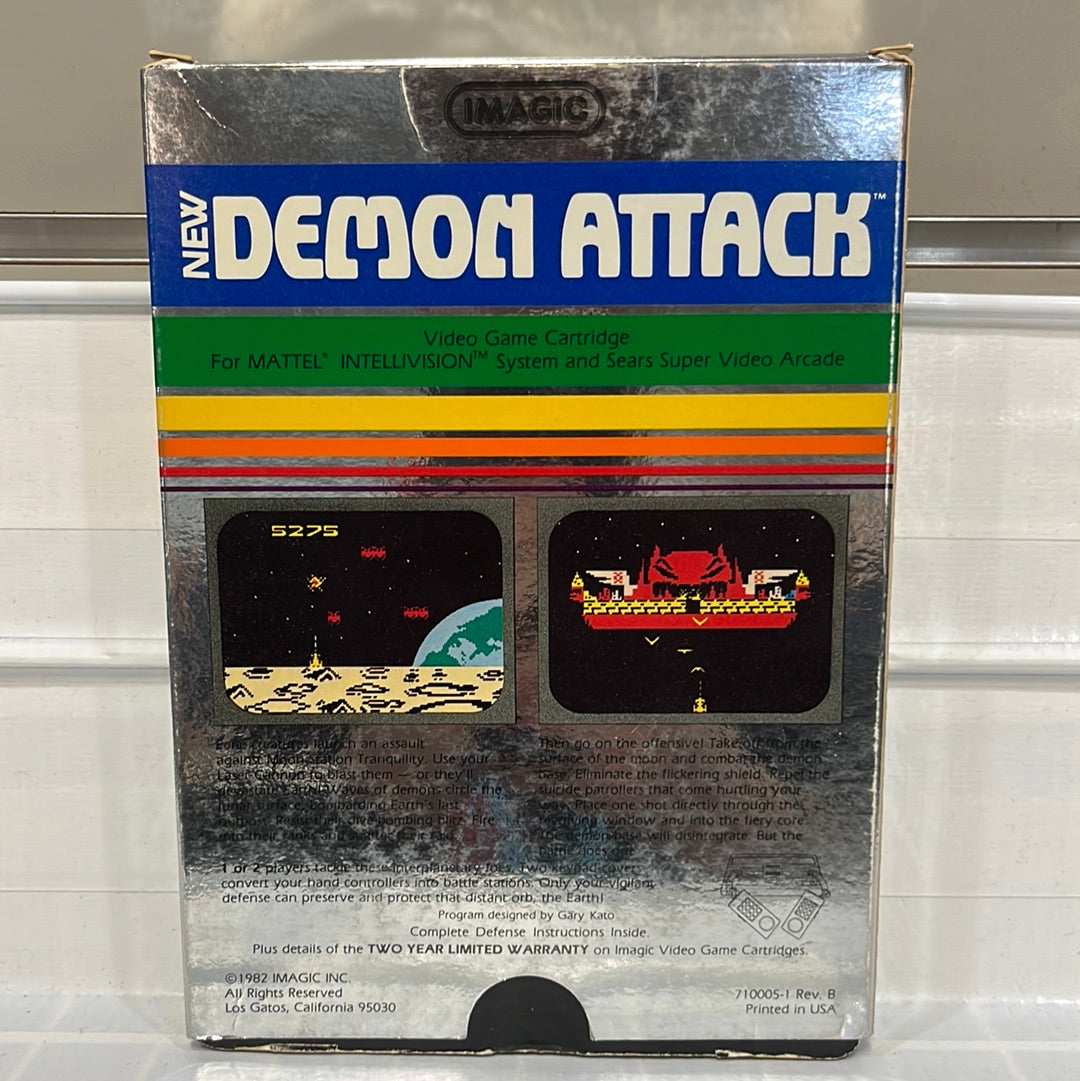 IMAGIC
NEW DEMON ATTACK™
Video Game Cartridge
For MATTEL® INTELLIVISION™ System and Sears Super Video Arcade
5275
Eone creatures launch an assault
against Moon Station Tranquility. Use your
Laser Cannon to blast them — or they'll
devastate Earth! Waves of demons circle the
lunar surface, bombarding Earth's last
outpost. Resist their dive-bombing blitz. Fire
into their ranks and their raid.
Then go on the offensive! Take off from the
surface of the moon and combat the demon
base. Eliminate the flickering shield. Repel the
suicide patrollers that come hurtling your
way. Place one shot directly through the
revolving window and into the fiery core.
The demon base will disintegrate. But the
battle does not
1 or 2 players tackle these interplanetary foes. Two keypad covers
convert your hand controllers into battle stations. Only your vigilant
defense can preserve and protect that distant orb, the Earth!
Program designed by Gary Kato
Complete Defense Instructions Inside.
Plus details of the TWO YEAR LIMITED WARRANTY on Imagic Video Game Cartridges.
©1982 IMAGIC INC.
All Rights Reserved
Los Gatos, California 95030
710005-1 Rev. B
Printed in USA